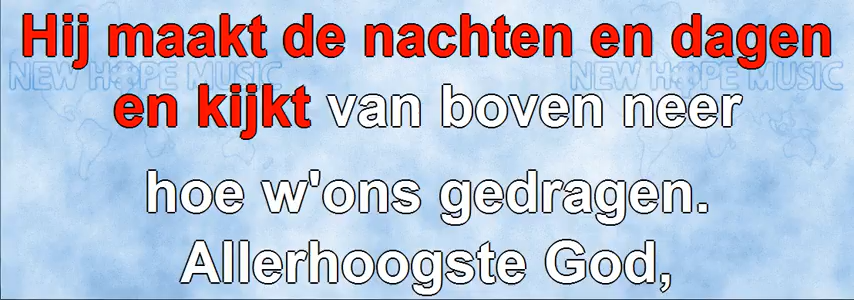 Hij maakt de nachten en dagen
NEW HOPE MUSIC NEW HOPE MUSIC
en kijkt van boven neer
hoe w'ons gedragen.
Allerhoogste God,